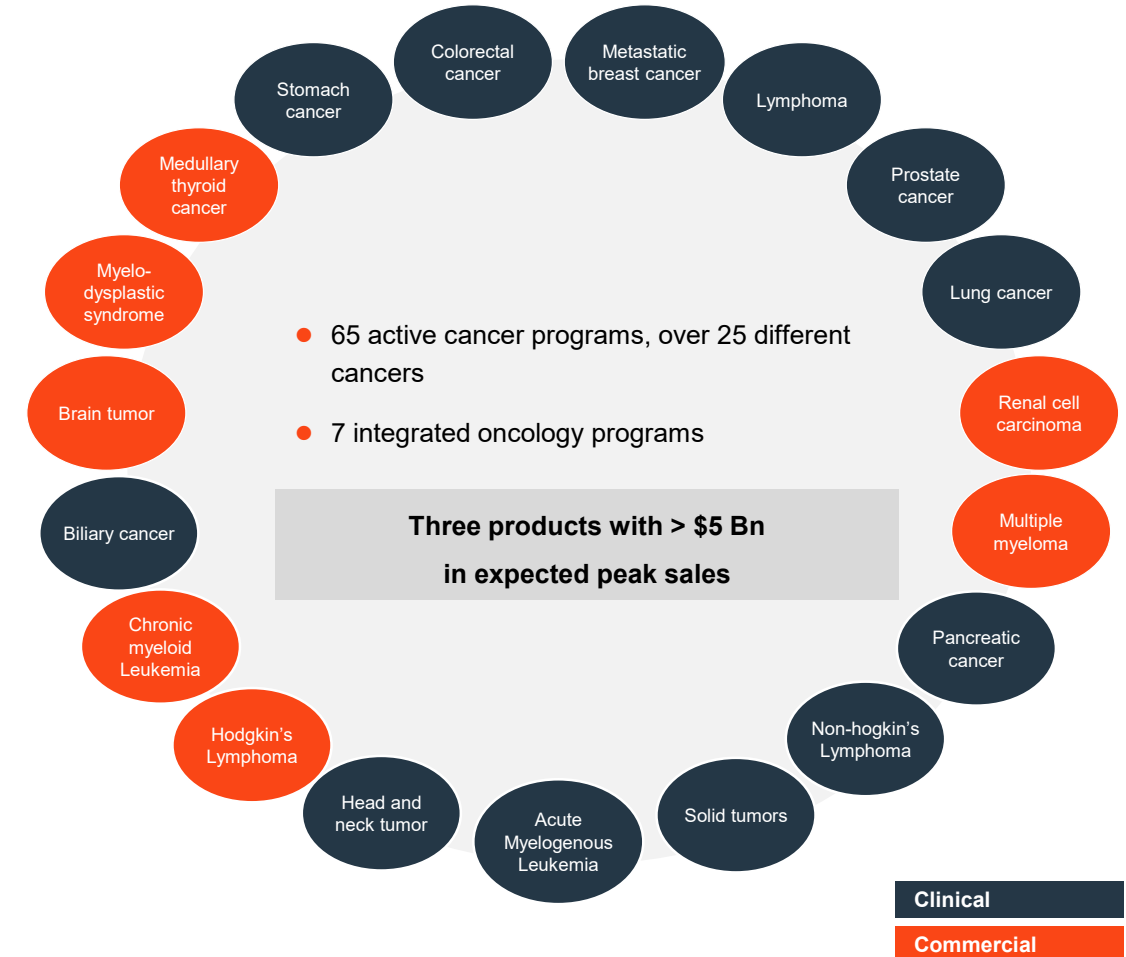 Colorectal
cancer
Metastatic
breast cancer
Stomach
cancer
Lymphoma
Medullary
thyroid
cancer
Prostate
cancer
Myelo-
dysplastic
syndrome
Lung cancer
65 active cancer programs, over 25 different
cancers
Brain tumor
7 integrated oncology programs
Renal cell
carcinoma
Biliary cancer
Three products with > $5 Bn
in expected peak sales
Multiple
myeloma
Chronic
myeloid
Leukemia
Pancreatic
cancer
Hodgkin's
Lymphoma
Non-hogkin's
Lymphoma
Head and
neck tumor
Acute
Myelogenous
Leukemia
Solid tumors
Clinical
Commercial